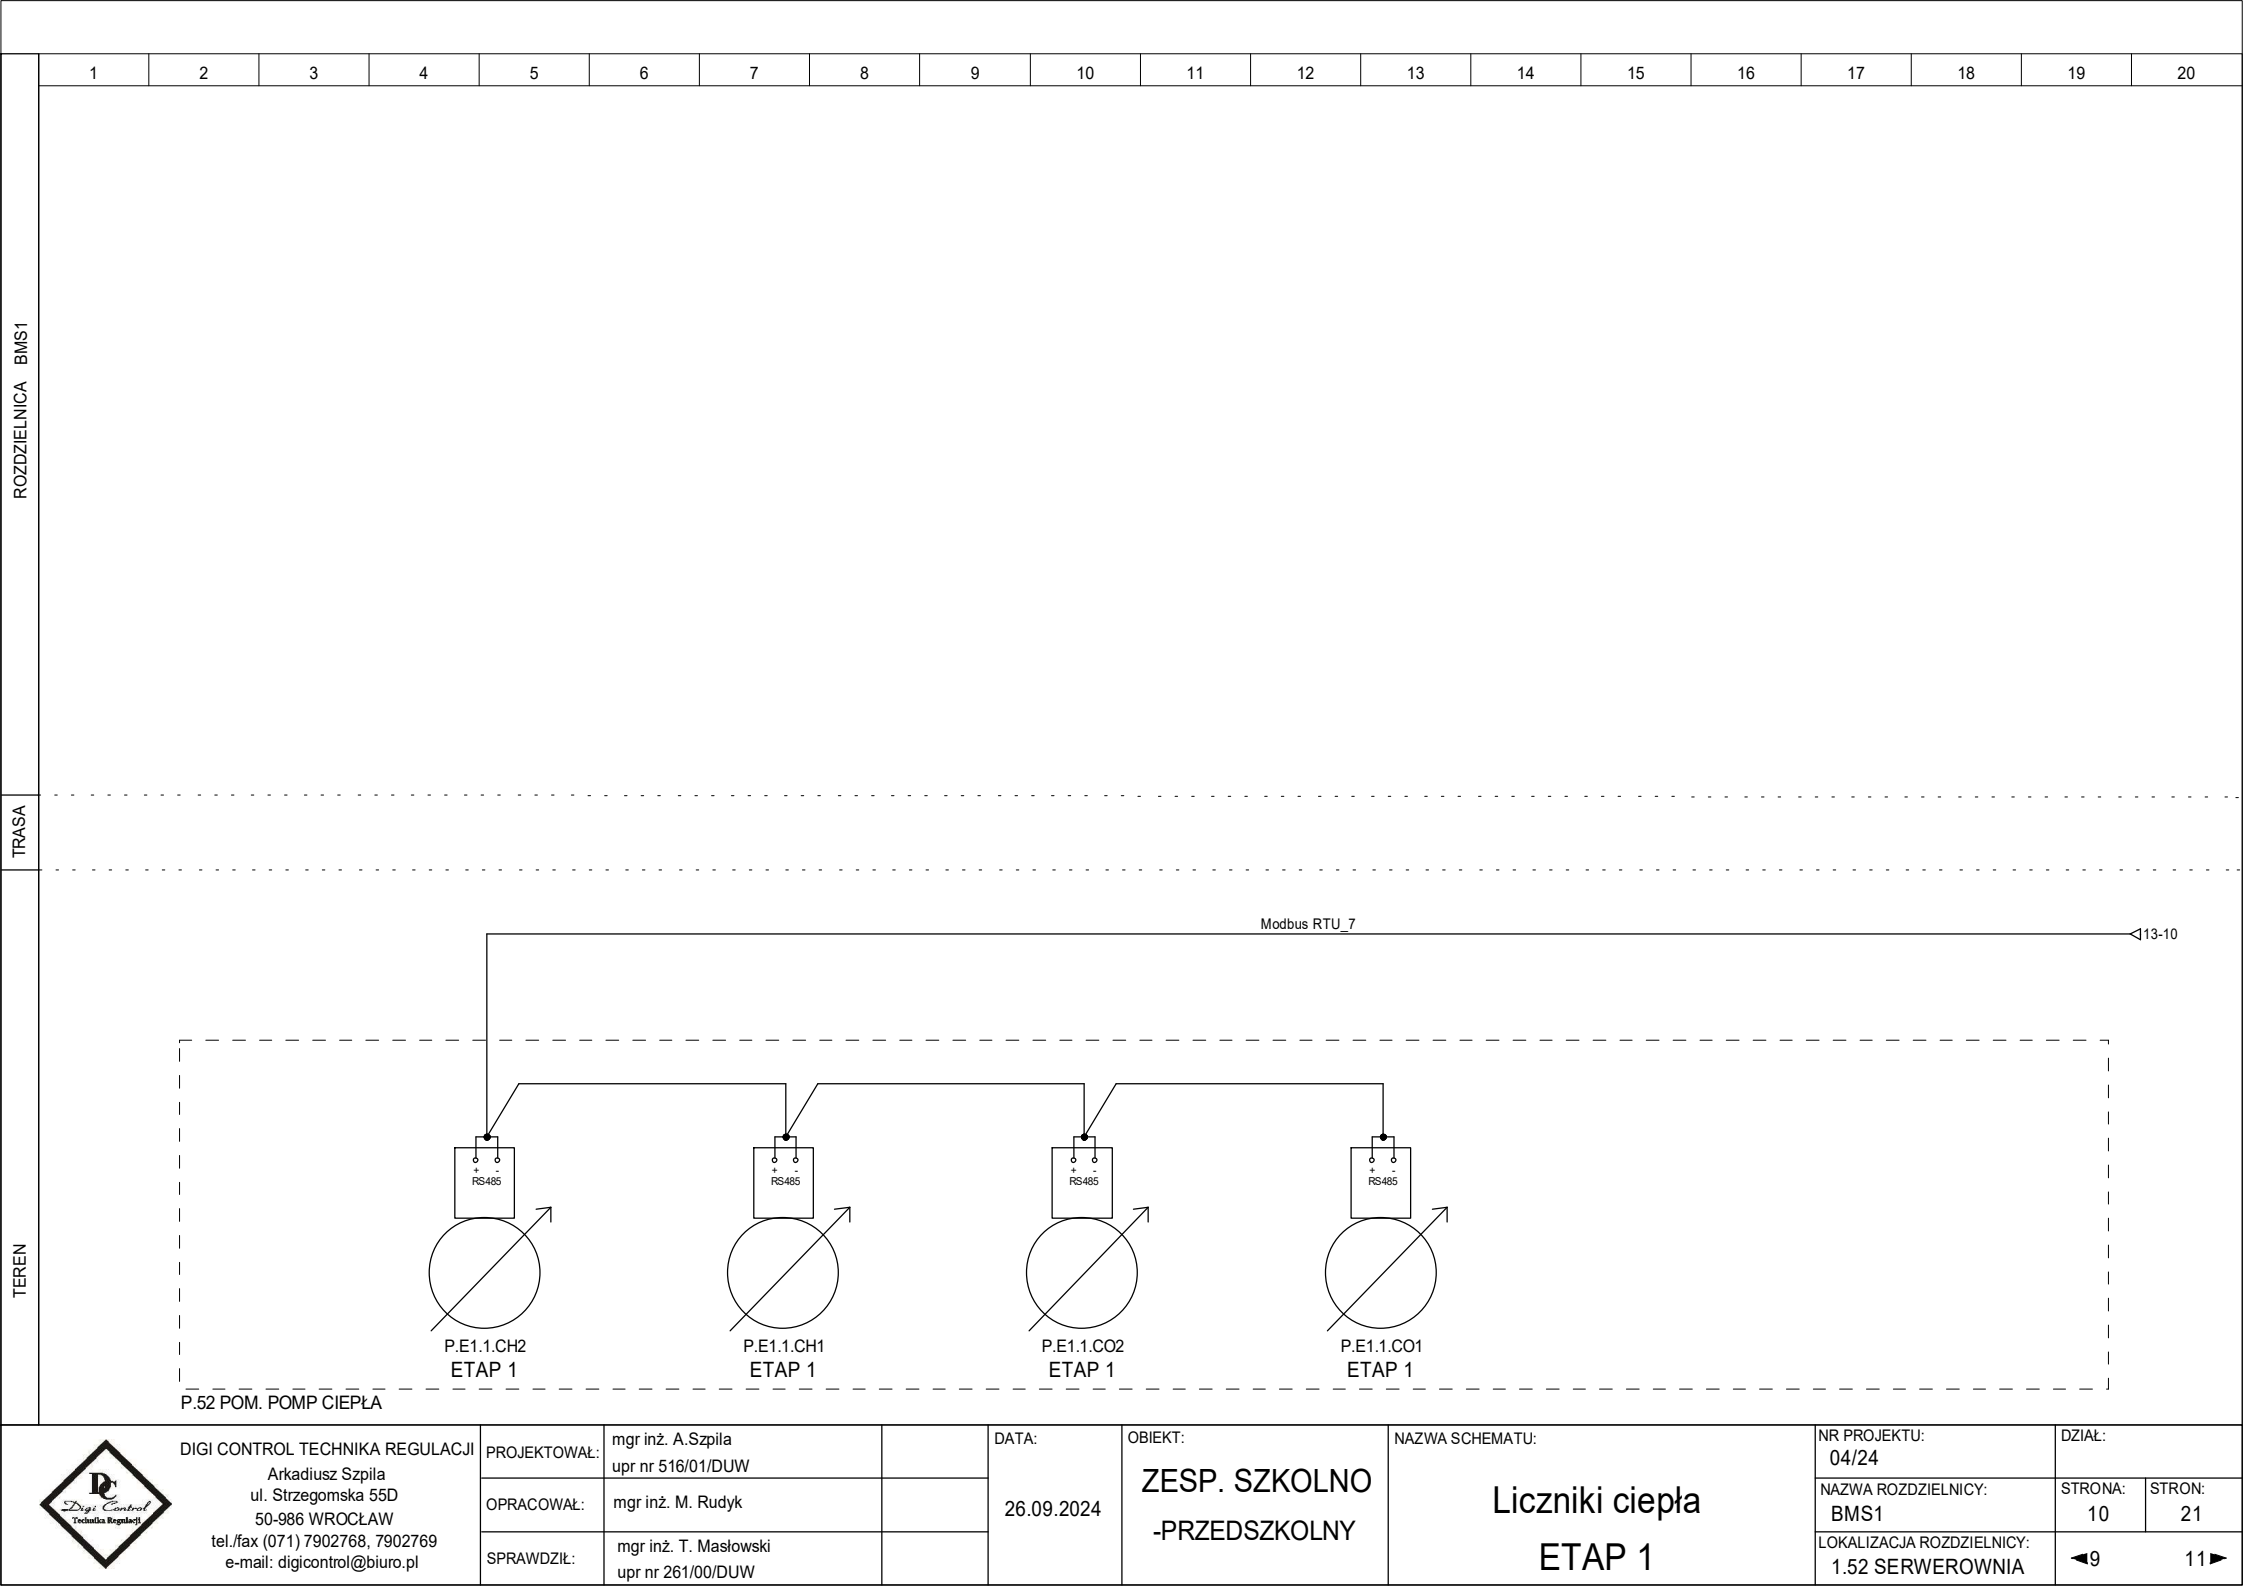 1 2 3 4 5 6 7 8 9 10 11 12 13 14 15 16 17 18 19 20
ROZDZIELNICA BMS1
TRASA
TEREN
Modbus RTU_7
13-10
+ - + - + - + -
RS485 RS485 RS485 RS485
P.E1.1.CH2 P.E1.1.CH1 P.E1.1.CO2 P.E1.1.CO1
ETAP 1 ETAP 1 ETAP 1 ETAP 1
P.52 POM. POMP CIEPŁA
DC
Digi Control
Technika Regulacji
DIGI CONTROL TECHNIKA REGULACJI
Arkadiusz Szpila
ul. Strzegomska 55D
50-986 WROCŁAW
tel./fax (071) 7902768, 7902769
e-mail: digicontrol@biuro.pl
PROJEKTOWAŁ:
mgr inż. A.Szpila
upr nr 516/01/DUW
OPRACOWAŁ:
mgr inż. M. Rudyk
SPRAWDZIŁ:
mgr inż. T. Masłowski
upr nr 261/00/DUW
DATA:
26.09.2024
OBIEKT:
ZESP. SZKOLNO
-PRZEDSZKOLNY
NAZWA SCHEMATU:
Liczniki ciepła
ETAP 1
NR PROJEKTU:
04/24
DZIAŁ:
NAZWA ROZDZIELNICY:
BMS1
STRONA:
10
STRON:
21
LOKALIZACJA ROZDZIELNICY:
1.52 SERWEROWNIA
9
11